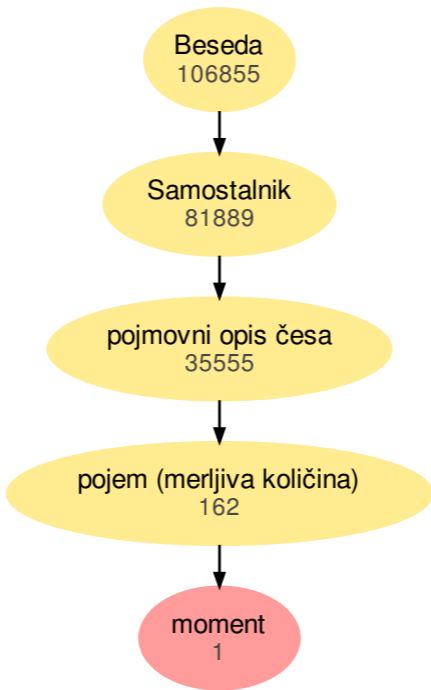 Beseda
106855
Samostalnik
81889
pojmovni opis česa
35555
pojem (merljiva količina)
162
moment
1